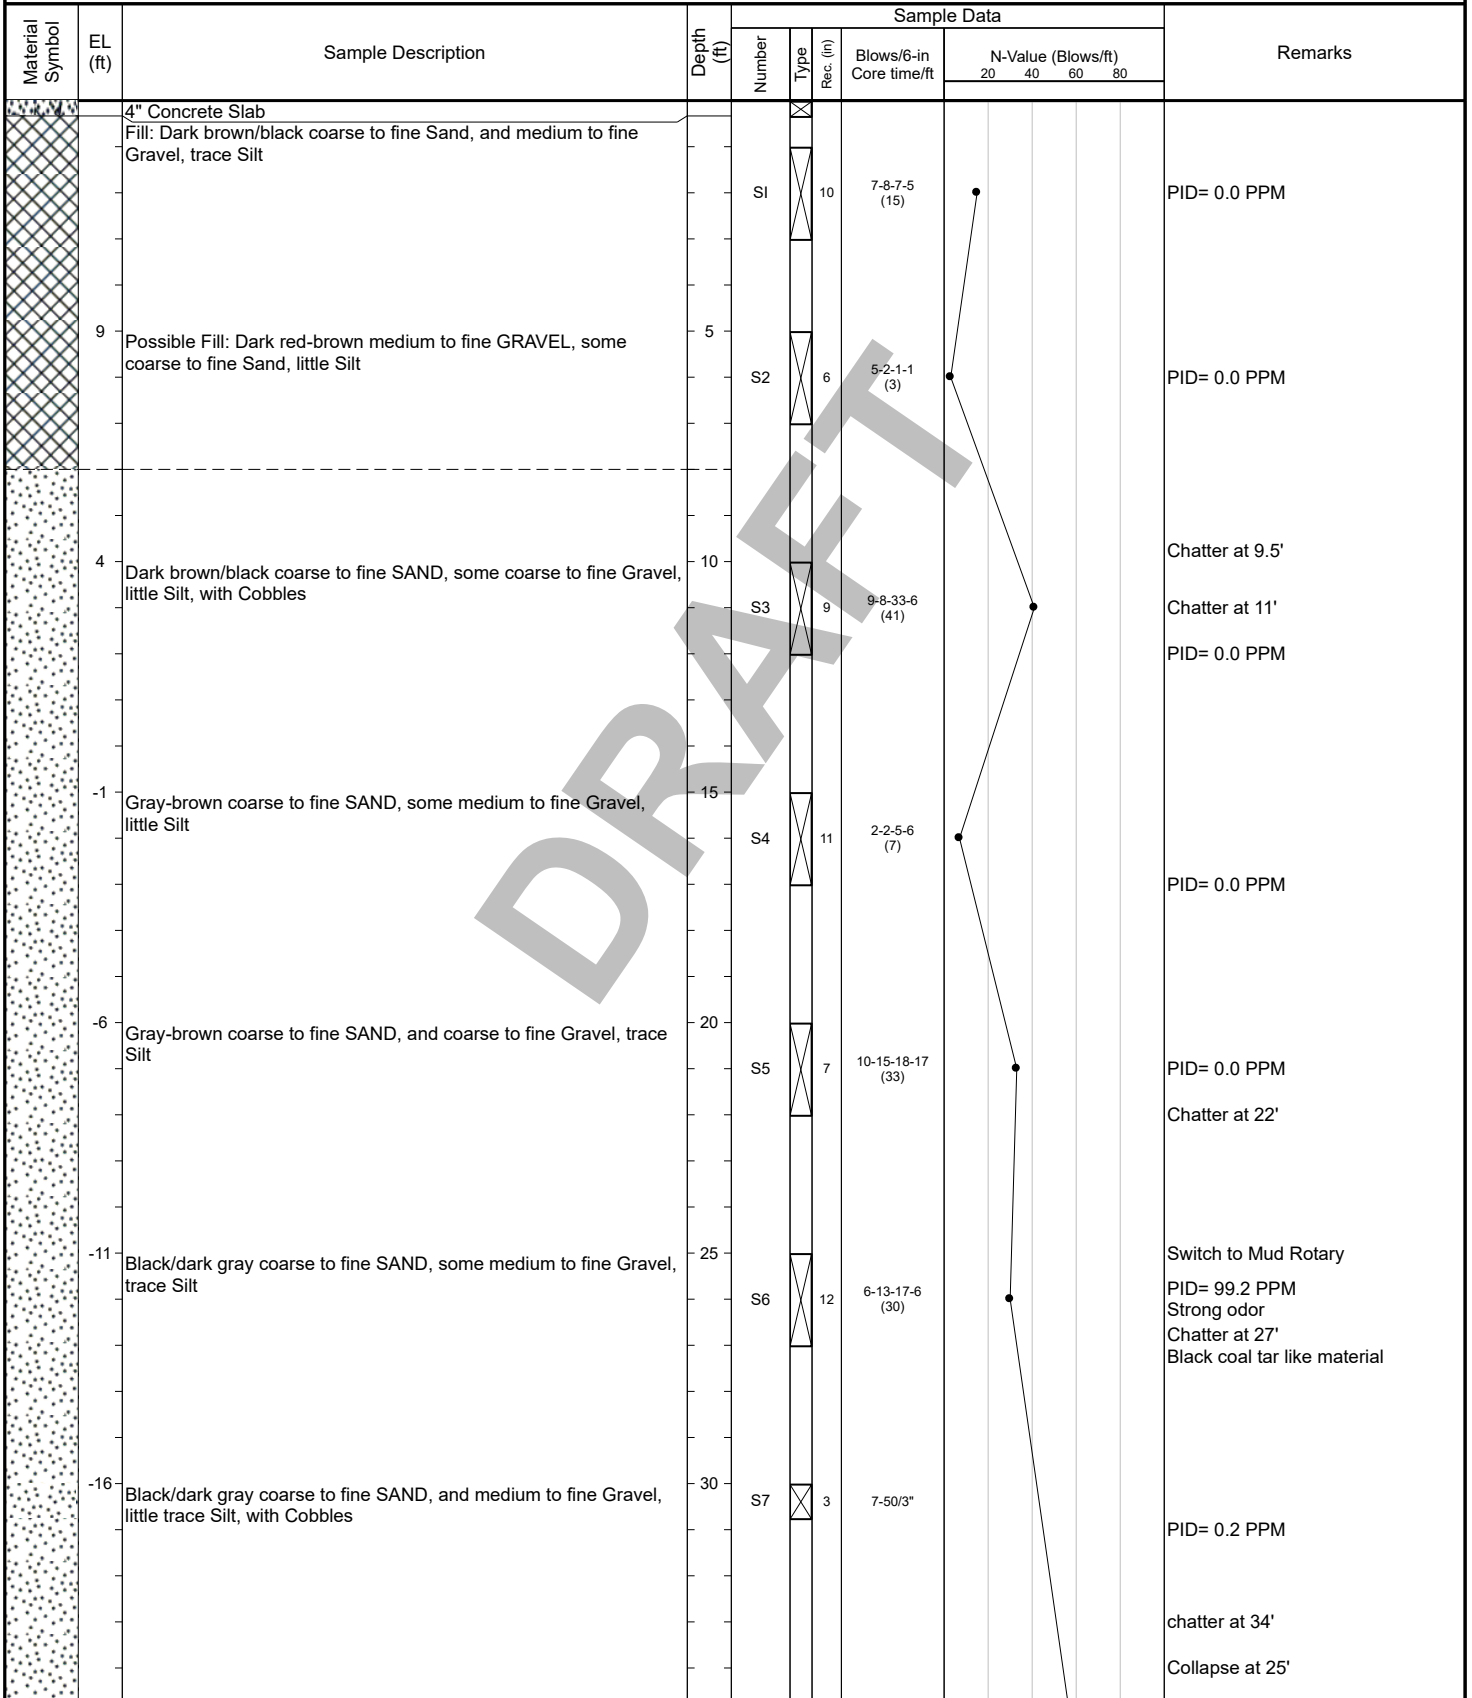 Sample Data
Material
Symbol
EL
(ft)
Sample Description
Depth
(ft)
Number
Type
Rec. (in)
Blows/6-in
Core time/ft
N-Value (Blows/ft)
20 40 60 80
Remarks
4" Concrete Slab
Fill: Dark brown/black coarse to fine Sand, and medium to fine
Gravel, trace Silt
SI 10 7-8-7-5 PID= 0.0 PPM
(15)
9 5
Possible Fill: Dark red-brown medium to fine GRAVEL, some
coarse to fine Sand, little Silt
S2 6 5-2-1-1 PID= 0.0 PPM
(3)
Chatter at 9.5'
4 10
Dark brown/black coarse to fine SAND, some coarse to fine Gravel,
little Silt, with Cobbles
S3 9 9-8-33-6 Chatter at 11'
(41)
PID= 0.0 PPM
-1 15
Gray-brown coarse to fine SAND, some medium to fine Gravel,
little Silt
S4 11 2-2-5-6
(7)
PID= 0.0 PPM
-6 20
Gray-brown coarse to fine SAND, and coarse to fine Gravel, trace
Silt
S5 7 10-15-18-17 PID= 0.0 PPM
(33)
Chatter at 22'
-11 25 Switch to Mud Rotary
Black/dark gray coarse to fine SAND, some medium to fine Gravel,
trace Silt
PID= 99.2 PPM
S6 12 6-13-17-6 Strong odor
(30)
Chatter at 27'
Black coal tar like material
-16 30
Black/dark gray coarse to fine SAND, and medium to fine Gravel,
little trace Silt, with Cobbles
S7 3 7-50/3"
PID= 0.2 PPM
chatter at 34'
Collapse at 25'
DRAFT